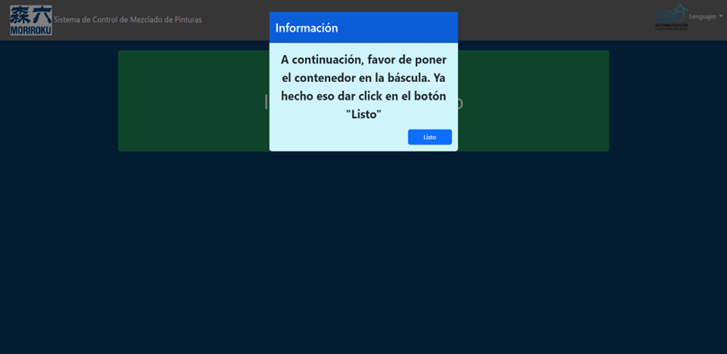 森六
MORIROKU
Sistema de Control de Mezclado de Pinturas
Lenguajes
Información
A continuación, favor de poner
el contenedor en la báscula. Ya
hecho eso dar click en el botón
"Listo"
Listo